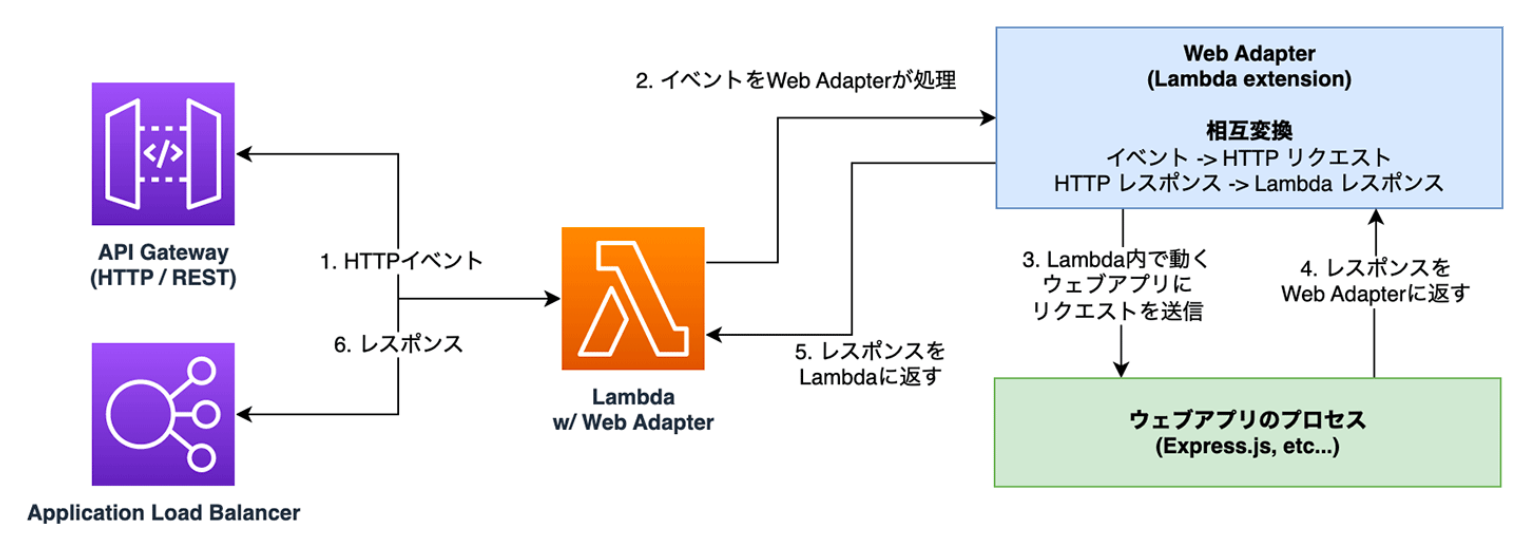 API Gateway
(HTTP / REST)
Application Load Balancer
1. HTTPイベント
6. レスポンス
Lambda
w/ Web Adapter
2. イベントをWeb Adapterが処理
5. レスポンスを
Lambdaに返す
Web Adapter
(Lambda extension)
相互変換
イベント -> HTTP リクエスト
HTTP レスポンス -> Lambda レスポンス
3. Lambda内で動く
ウェブアプリに
リクエストを送信
4. レスポンスを
Web Adapterに返す
ウェブアプリのプロセス
(Express.js, etc...)